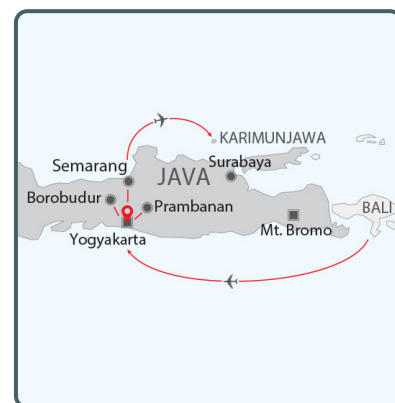 KARIMUNJAWA
Semarang
Surabaya
JAVA
Borobudur
Prambanan
BALI
Yogyakarta
Mt. Bromo